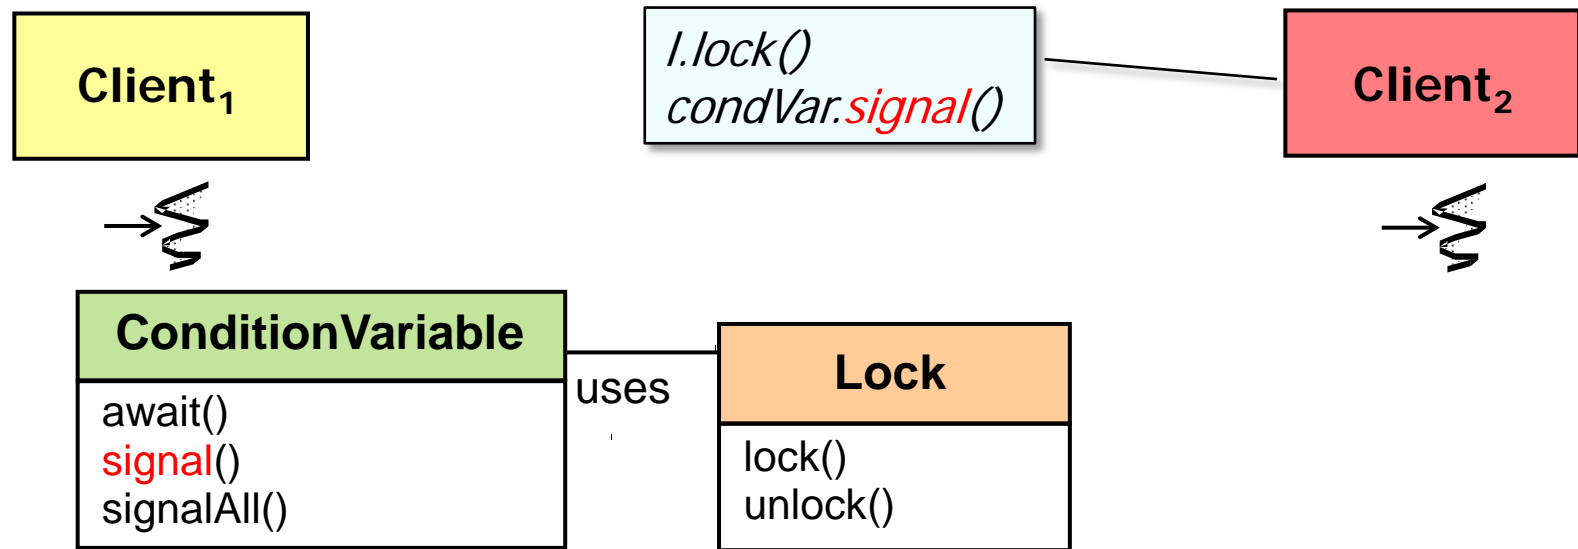 Client₁
l.lock()
condVar.signal()
Client₂
ConditionVariable
await()
signal()
signalAll()
uses
Lock
lock()
unlock()